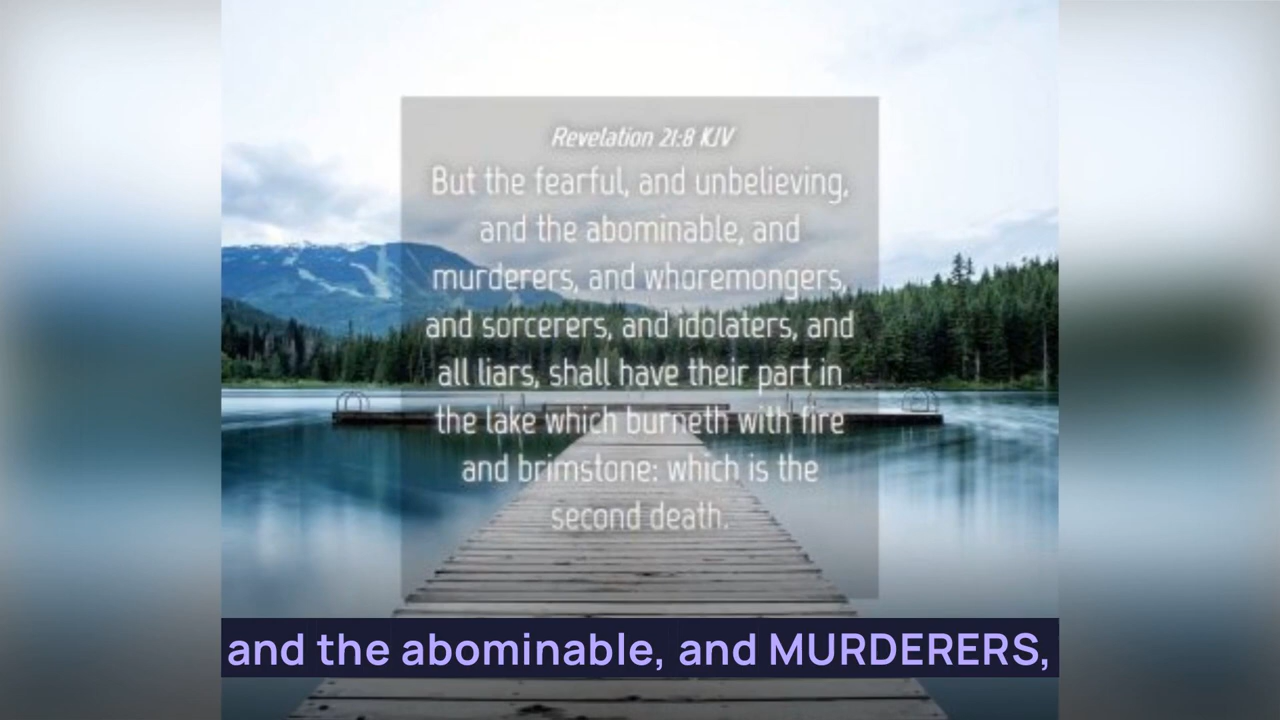 Revelation 21:8 KJV
But the fearful, and unbelieving,
and the abominable, and
murderers, and whoremongers,
and sorcerers, and idolaters, and
all liars, shall have their part in
the lake which burneth with fire
and brimstone: which is the
second death.
and the abominable, and MURDERERS,